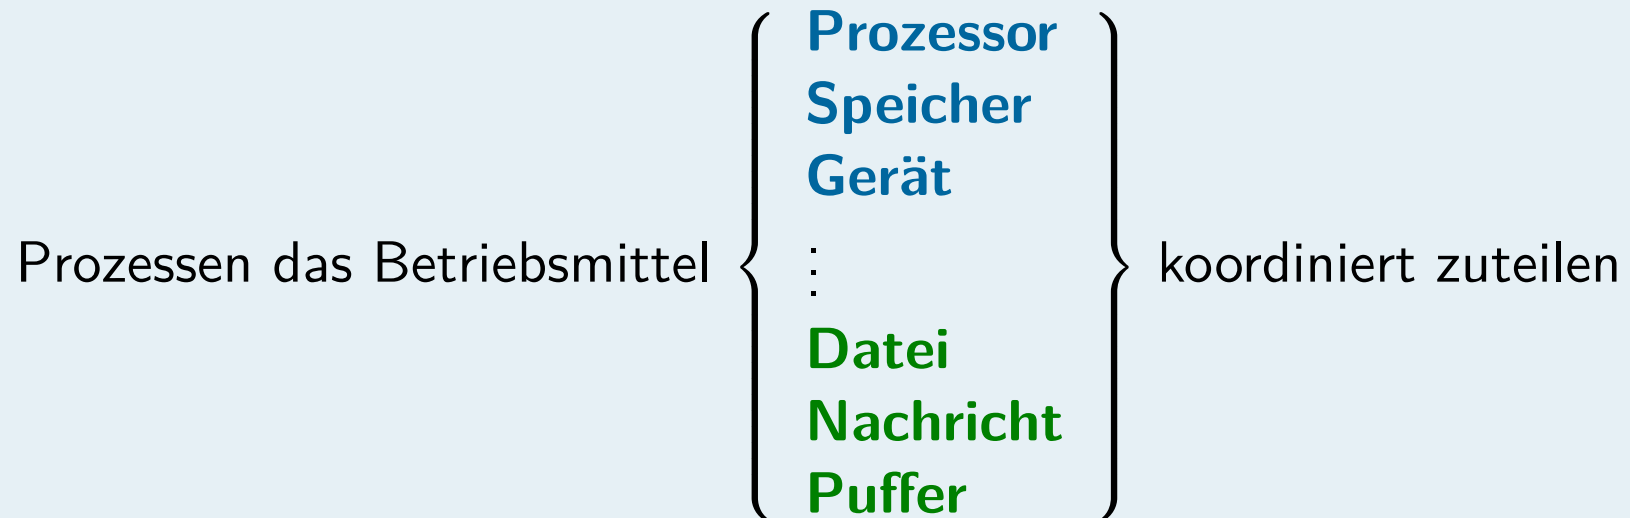 Prozessor
Speicher
Gerät
Prozessen das Betriebsmittel { ⋮ } koordiniert zuteilen
Datei
Nachricht
Puffer